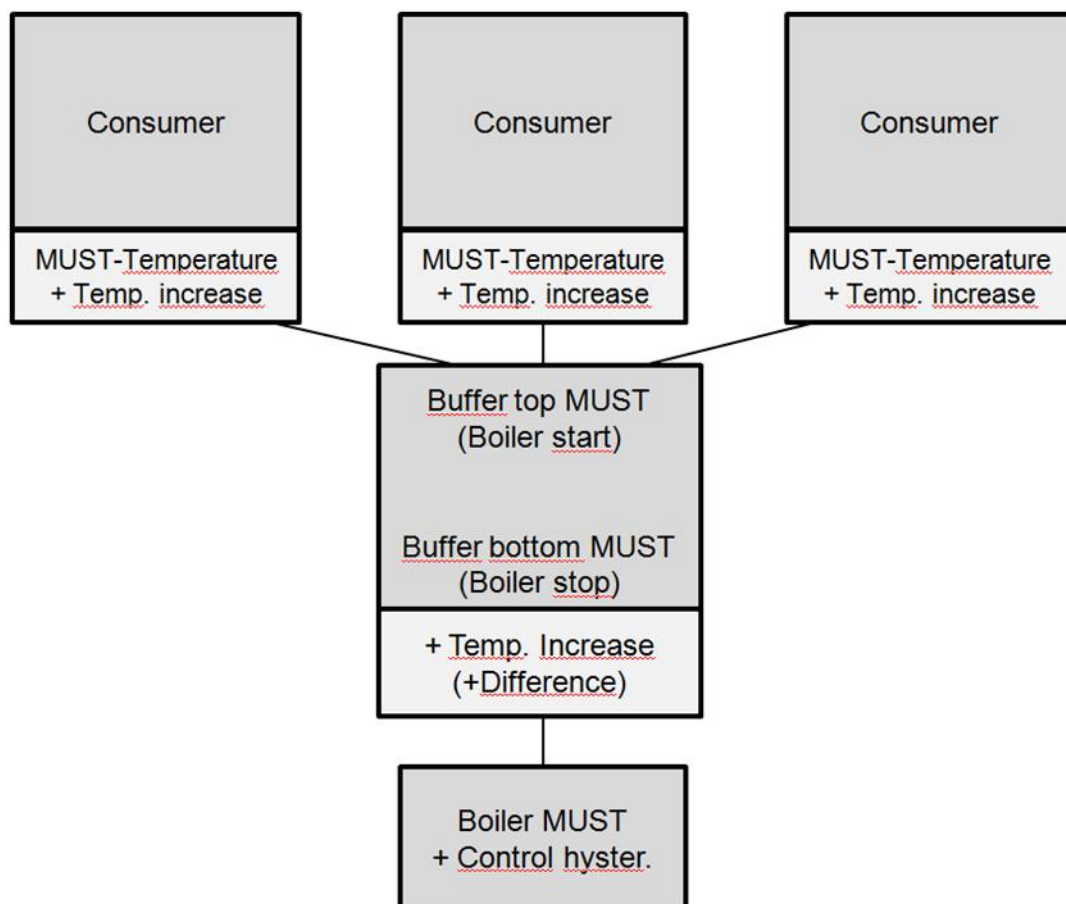 Consumer
MUST-Temperature
+ Temp. increase
Consumer
MUST-Temperature
+ Temp. increase
Consumer
MUST-Temperature
+ Temp. increase
Buffer top MUST
(Boiler start)
Buffer bottom MUST
(Boiler stop)
+ Temp. Increase
(+Difference)
Boiler MUST
+ Control hyster.